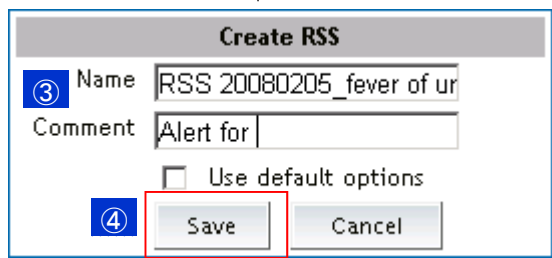 Create RSS
③ Name RSS 20080205_fever of ur
Comment Alert for
Use default options
④ Save Cancel